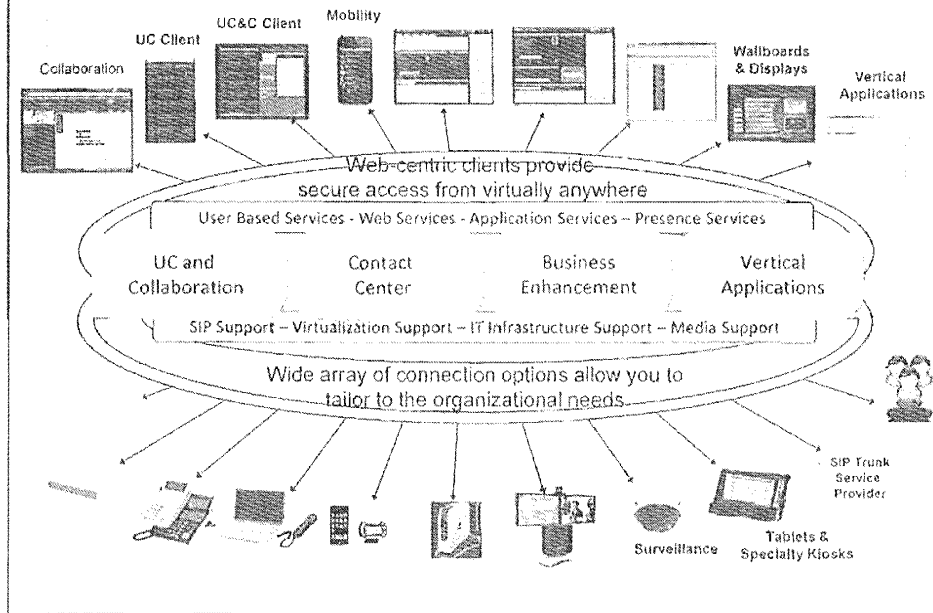 Collaboration
UC Client
UC&C Client
Mobility
Wallboards
& Displays
Vertical
Applications
Web-centric clients provide
secure access from virtually anywhere
User Based Services - Web Services - Application Services – Presence Services
UC and
Collaboration
Contact
Center
Business
Enhancement
Vertical
Applications
SIP Support – Virtualization Support – IT Infrastructure Support – Media Support
Wide array of connection options allow you to
tailor to the organizational needs
SIP Trunk
Service
Provider
Surveillance
Tablets &
Specialty Kiosks